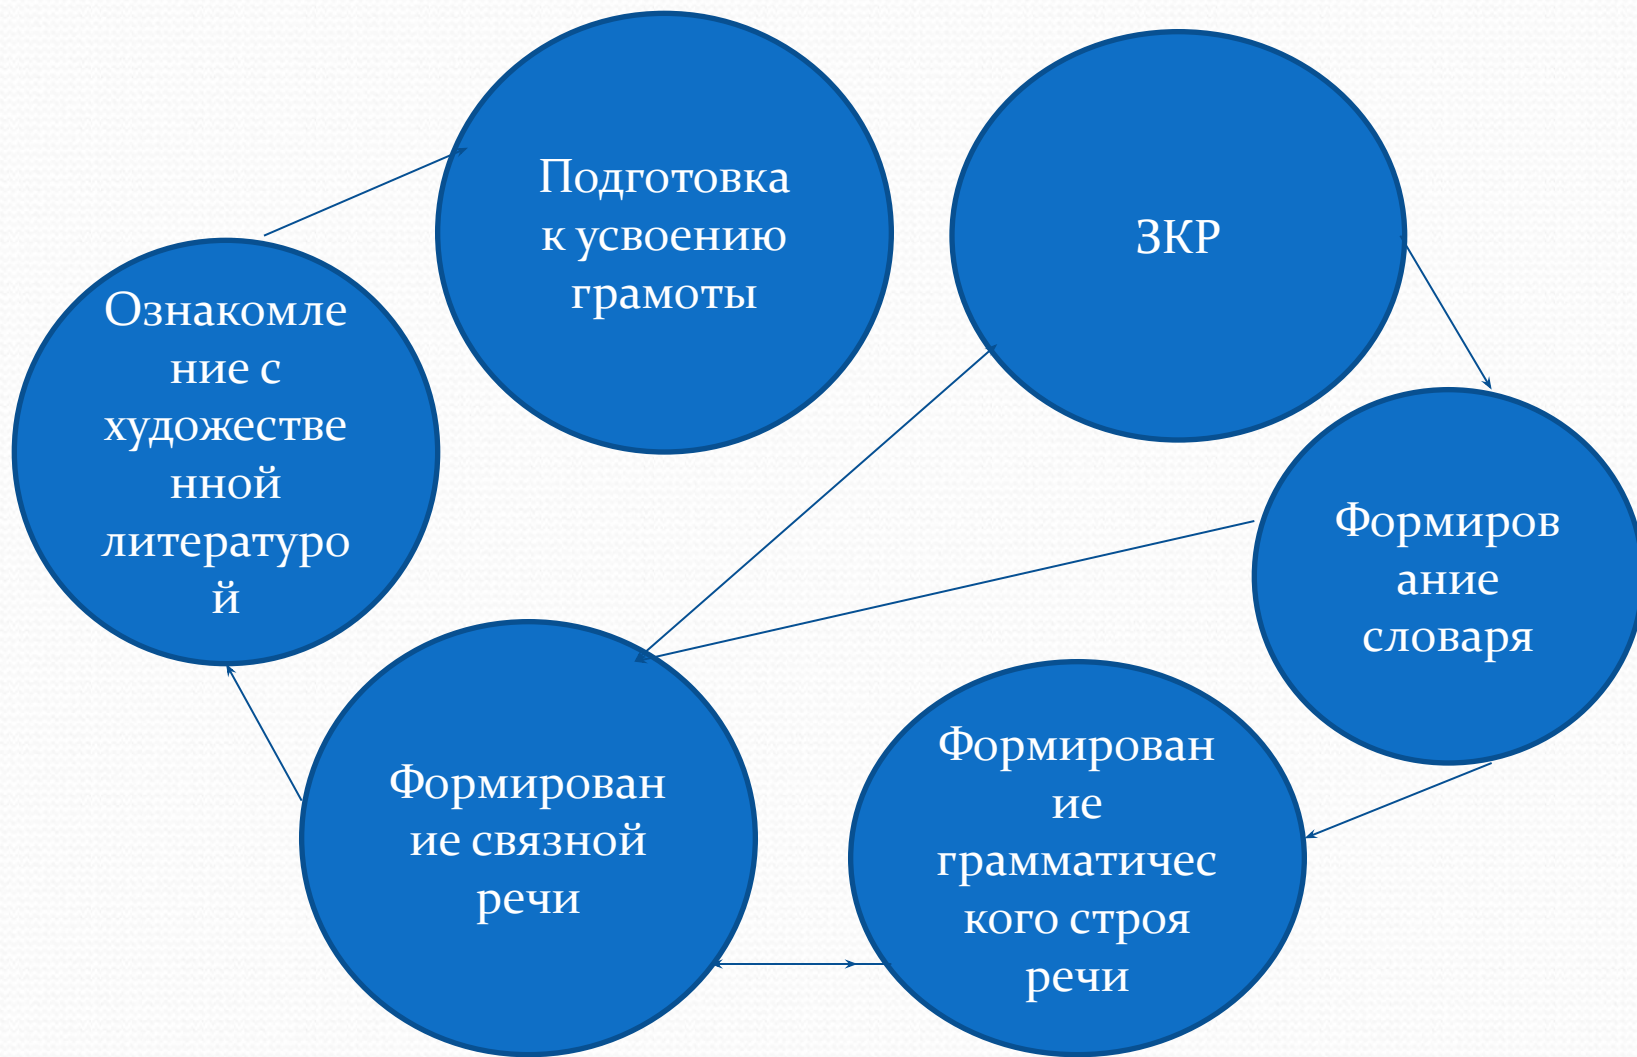 Подготовка
к усвоению
грамоты
ЗКР
Ознакомле
ние с
художестве
нной
литературо
й
Формиров
ание
словаря
Формирован
ие связной
речи
Формирован
ие
грамматичес
кого строя
речи